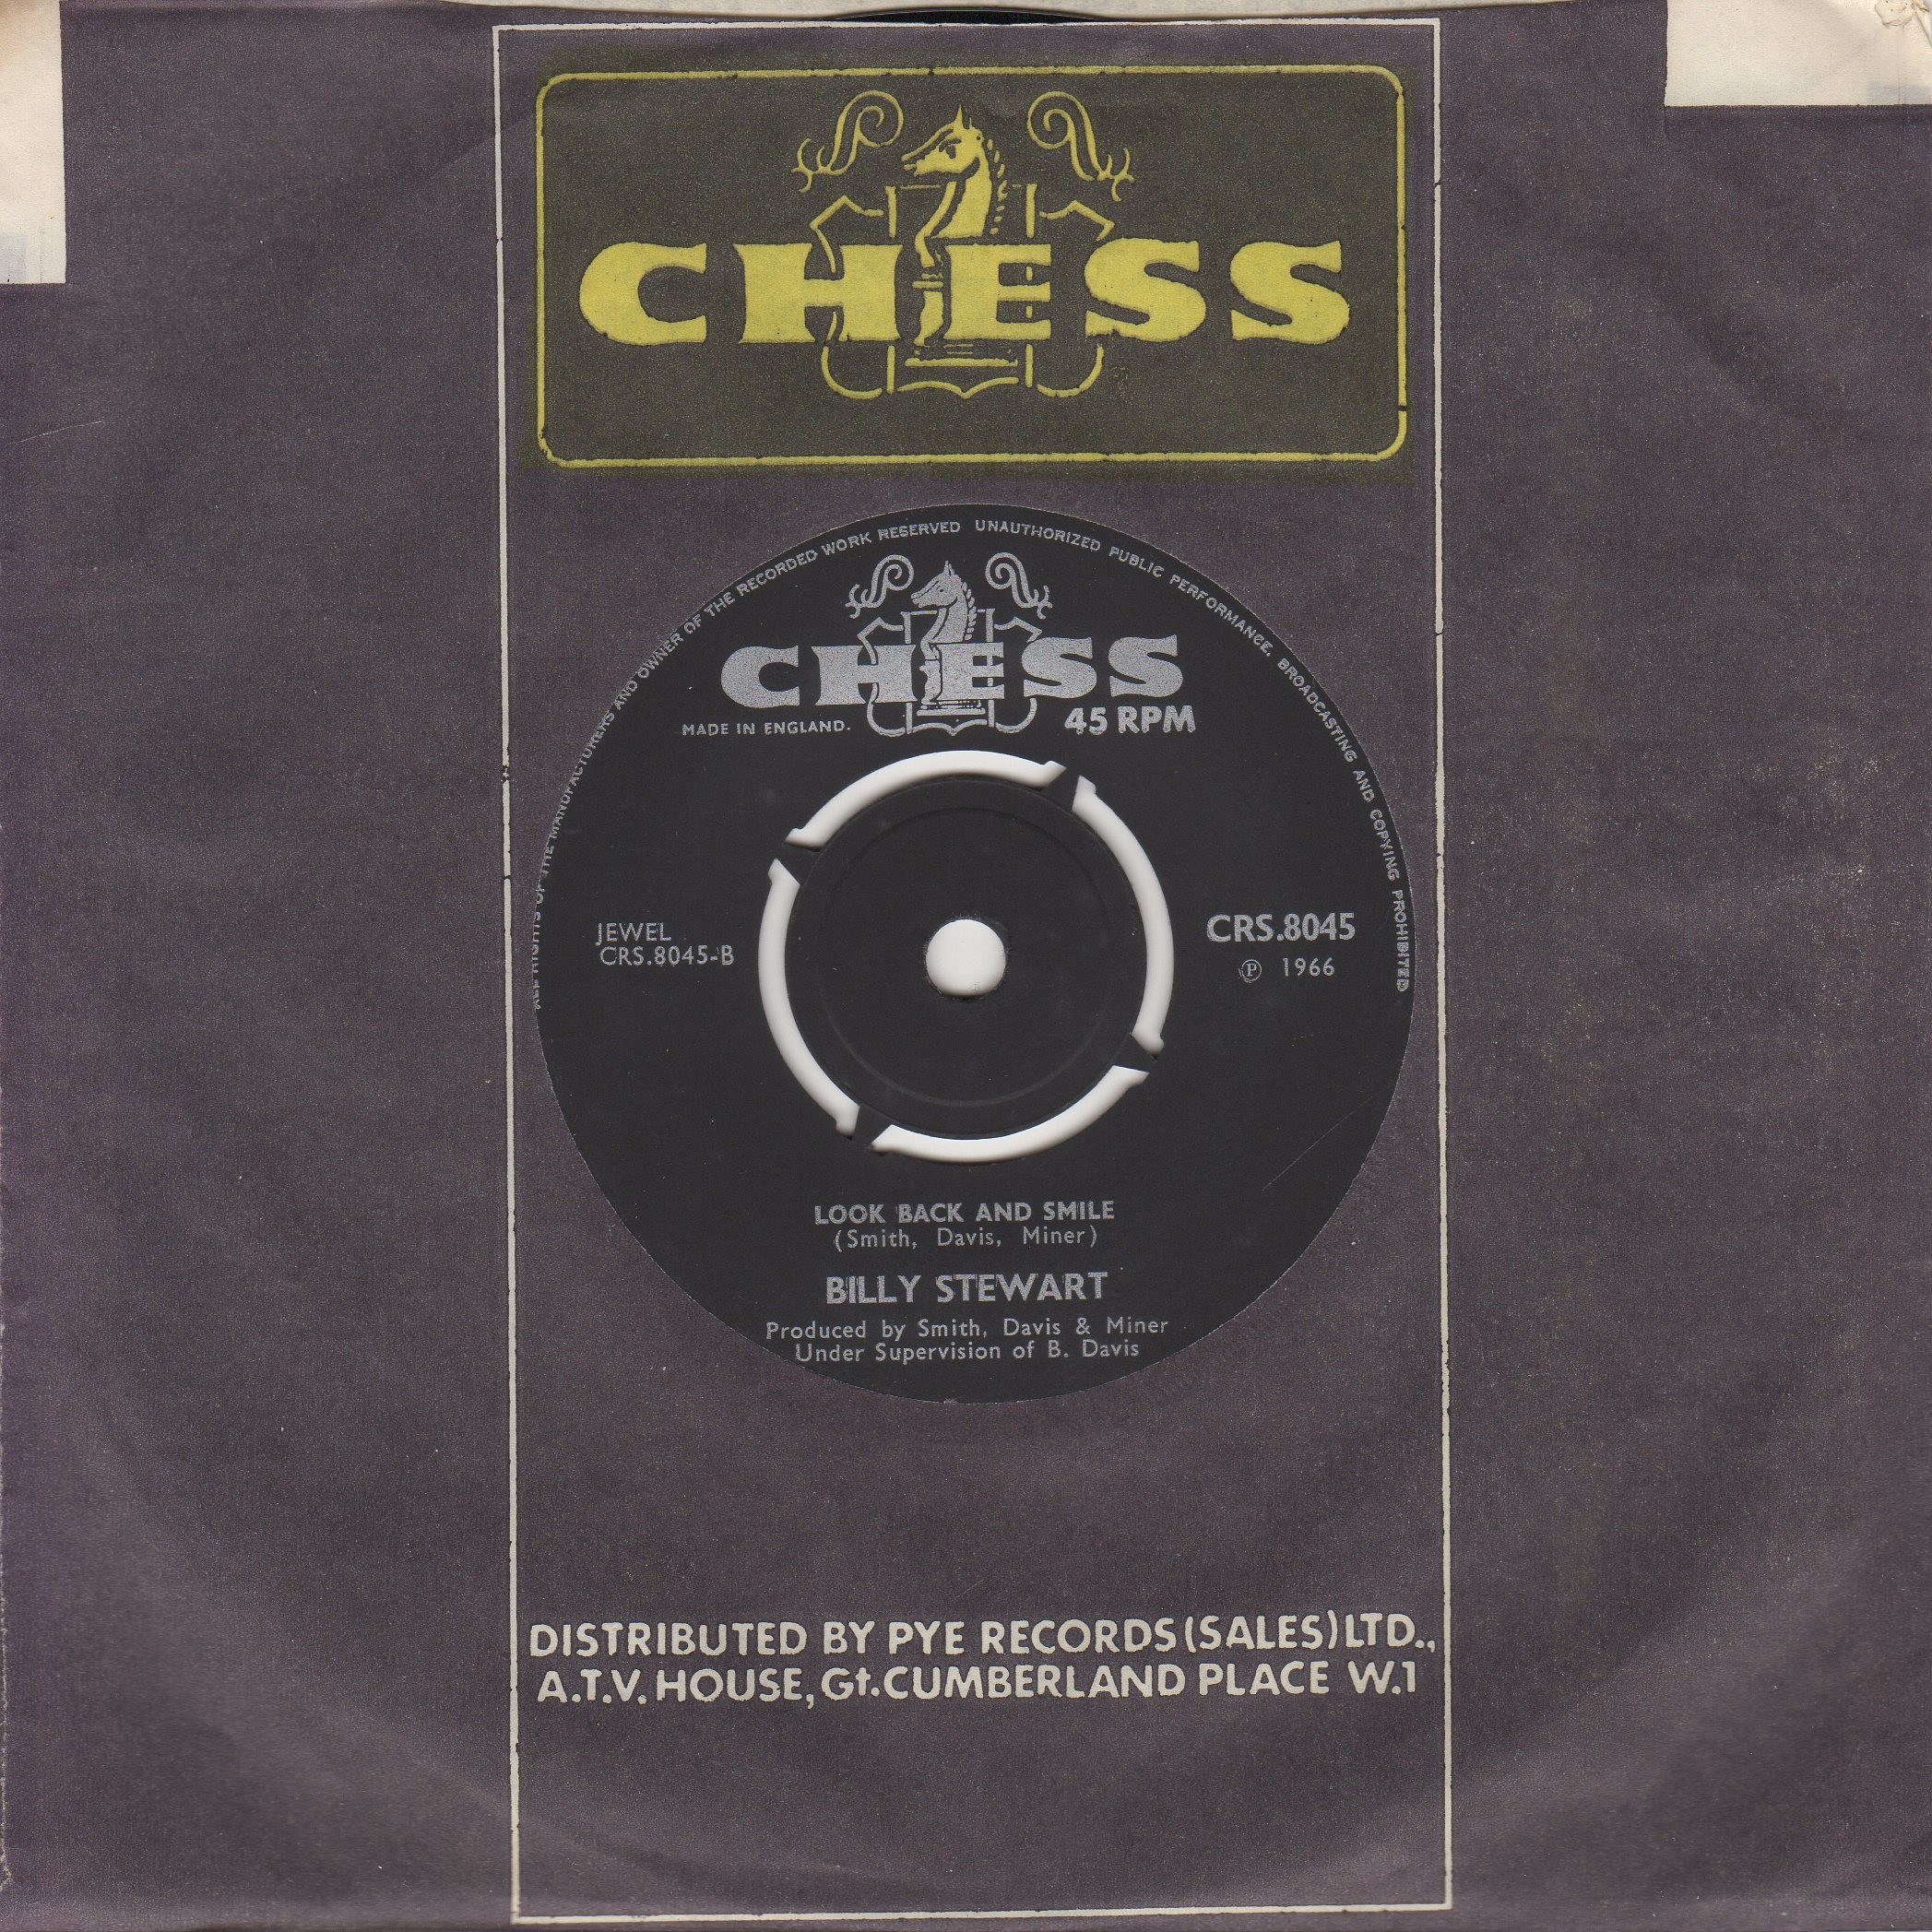 CHESS
ALL RIGHTS OF THE MANUFACTURERS AND OWNER OF THE RECORDED WORK RESERVED UNAUTHORIZED PUBLIC PERFORMANCE, BROADCASTING AND COPYING PROHIBITED
CHESS
MADE IN ENGLAND. 45 RPM
JEWEL
CRS.8045-B
CRS.8045
Ⓟ 1966
LOOK BACK AND SMILE
(Smith, Davis, Miner)
BILLY STEWART
Produced by Smith, Davis & Miner
Under Supervision of B. Davis
DISTRIBUTED BY PYE RECORDS (SALES) LTD.,
A.T.V. HOUSE, Gt. CUMBERLAND PLACE W.1